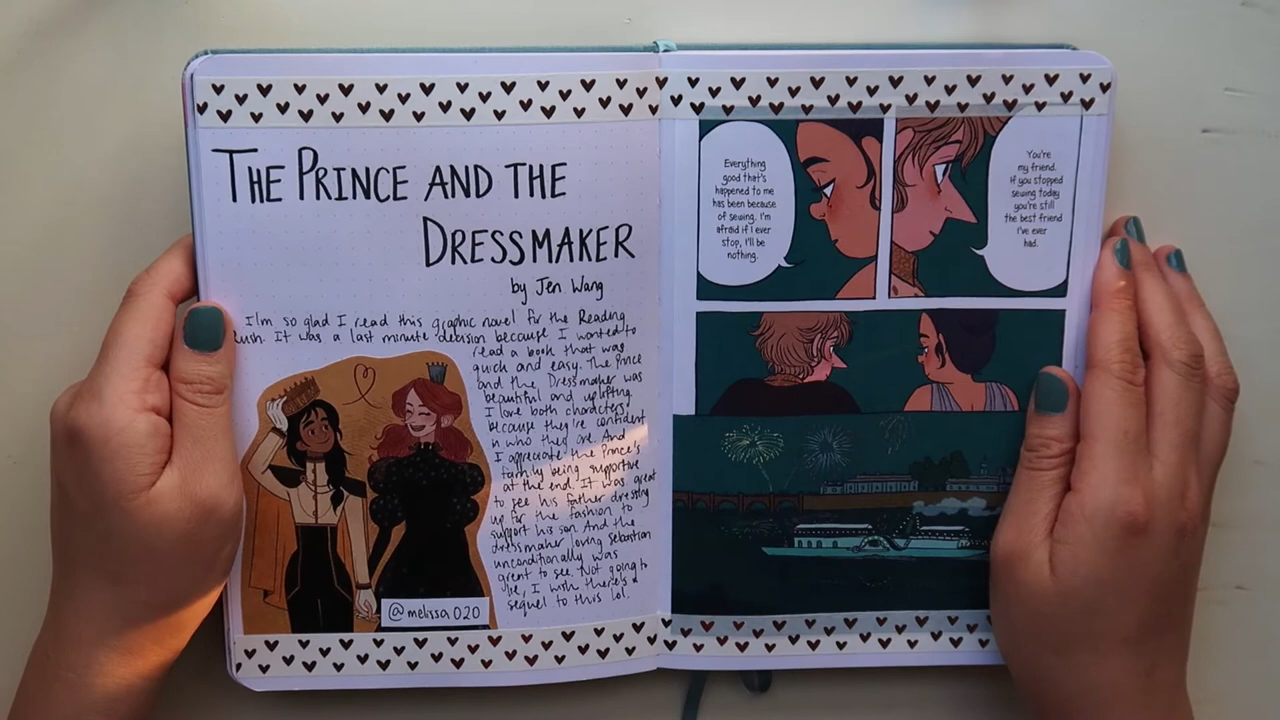 THE PRINCE AND THE
DRESSMAKER
by Jen Wang
I'm so glad I read this graphic novel for the Reading
Rush. It was a last minute decision because I wanted to
read a book that was
quick and easy. The Prince
and the Dressmaker was
beautiful and uplifting.
I love both characters
because they're confident
in who they are. And
I appreciate the Prince's
family being supportive
at the end. It was great
to see his father dressing
up for the fashion to
support his son. And the
dressmaker loving Sebastian
unconditionally was
great to see. Not going to
lie, I wish there's a
sequel to this lol.
@melissa020
Everything
good that's
happened to me
has been because
of sewing. I'm
afraid if I ever
stop, I'll be
nothing.
You're
my friend.
If you stopped
sewing today
you're still
the best friend
I've ever
had.